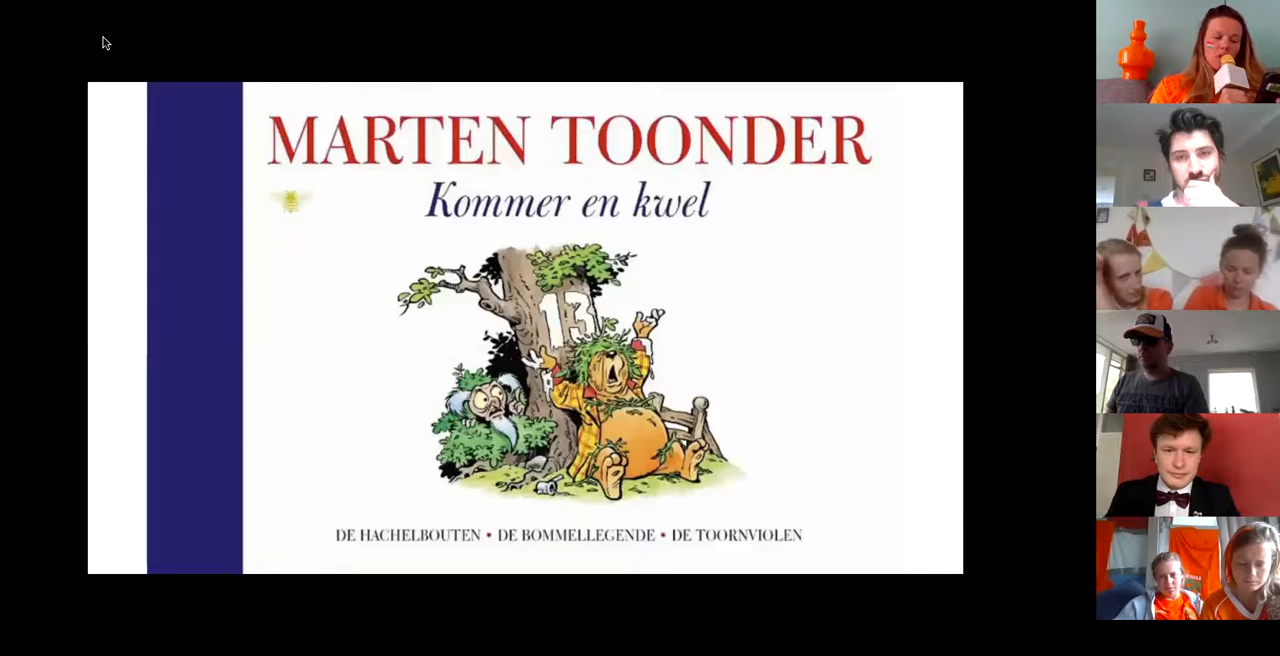 MARTEN TOONDER
Kommer en kwel
13
DE HACHELBOUTEN • DE BOMMELLEGENDE • DE TOORNVIOLEN